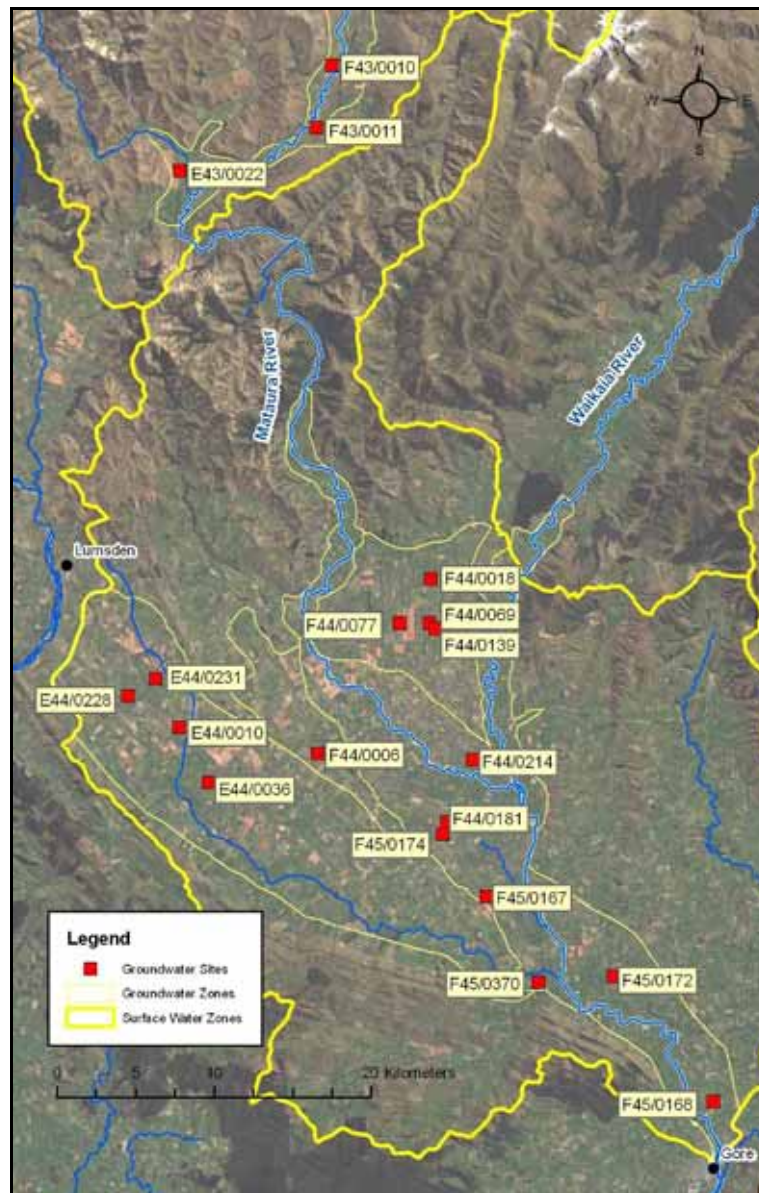 F43/0010
N
W
E
S
F43/0011
E43/0022
Mataura River
Waikaia River
Lumsden
F44/0018
F44/0069
F44/0077
F44/0139
E44/0231
E44/0228
E44/0010
F44/0006
F44/0214
E44/0036
F44/0181
F45/0174
F45/0167
Legend
Groundwater Sites
Groundwater Zones
Surface Water Zones
F45/0370
F45/0172
0 5 10 20 Kilometers
F45/0168
Gore